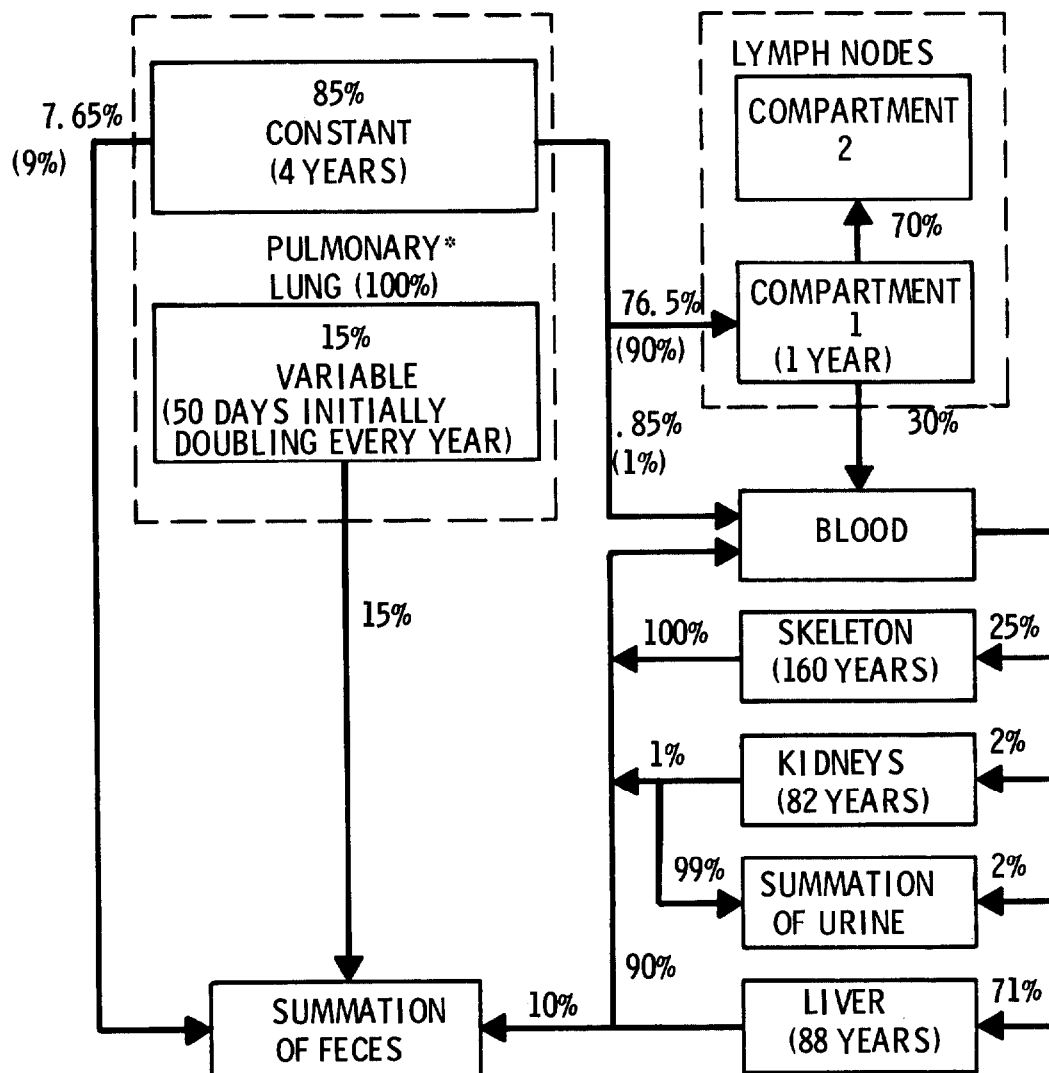 7.65%
(9%)
85%
CONSTANT
(4 YEARS)
PULMONARY*
LUNG (100%)
15%
VARIABLE
(50 DAYS INITIALLY
DOUBLING EVERY YEAR)
LYMPH NODES
COMPARTMENT
2
70%
COMPARTMENT
1
(1 YEAR)
76.5%
(90%)
30%
.85%
(1%)
BLOOD
15%
100%
SKELETON
(160 YEARS)
25%
1%
KIDNEYS
(82 YEARS)
2%
99%
SUMMATION
OF URINE
2%
90%
10%
LIVER
(88 YEARS)
71%
SUMMATION
OF FECES